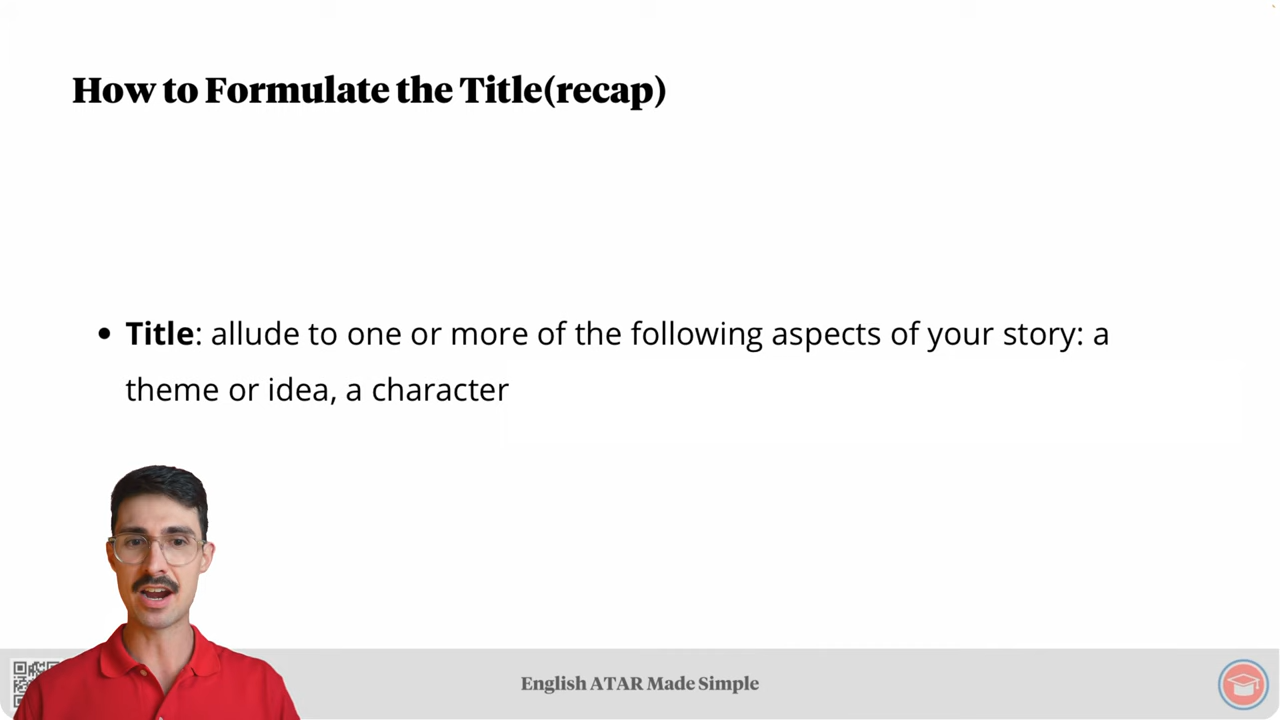 How to Formulate the Title(recap)
• Title: allude to one or more of the following aspects of your story: a
theme or idea, a character
English ATAR Made Simple